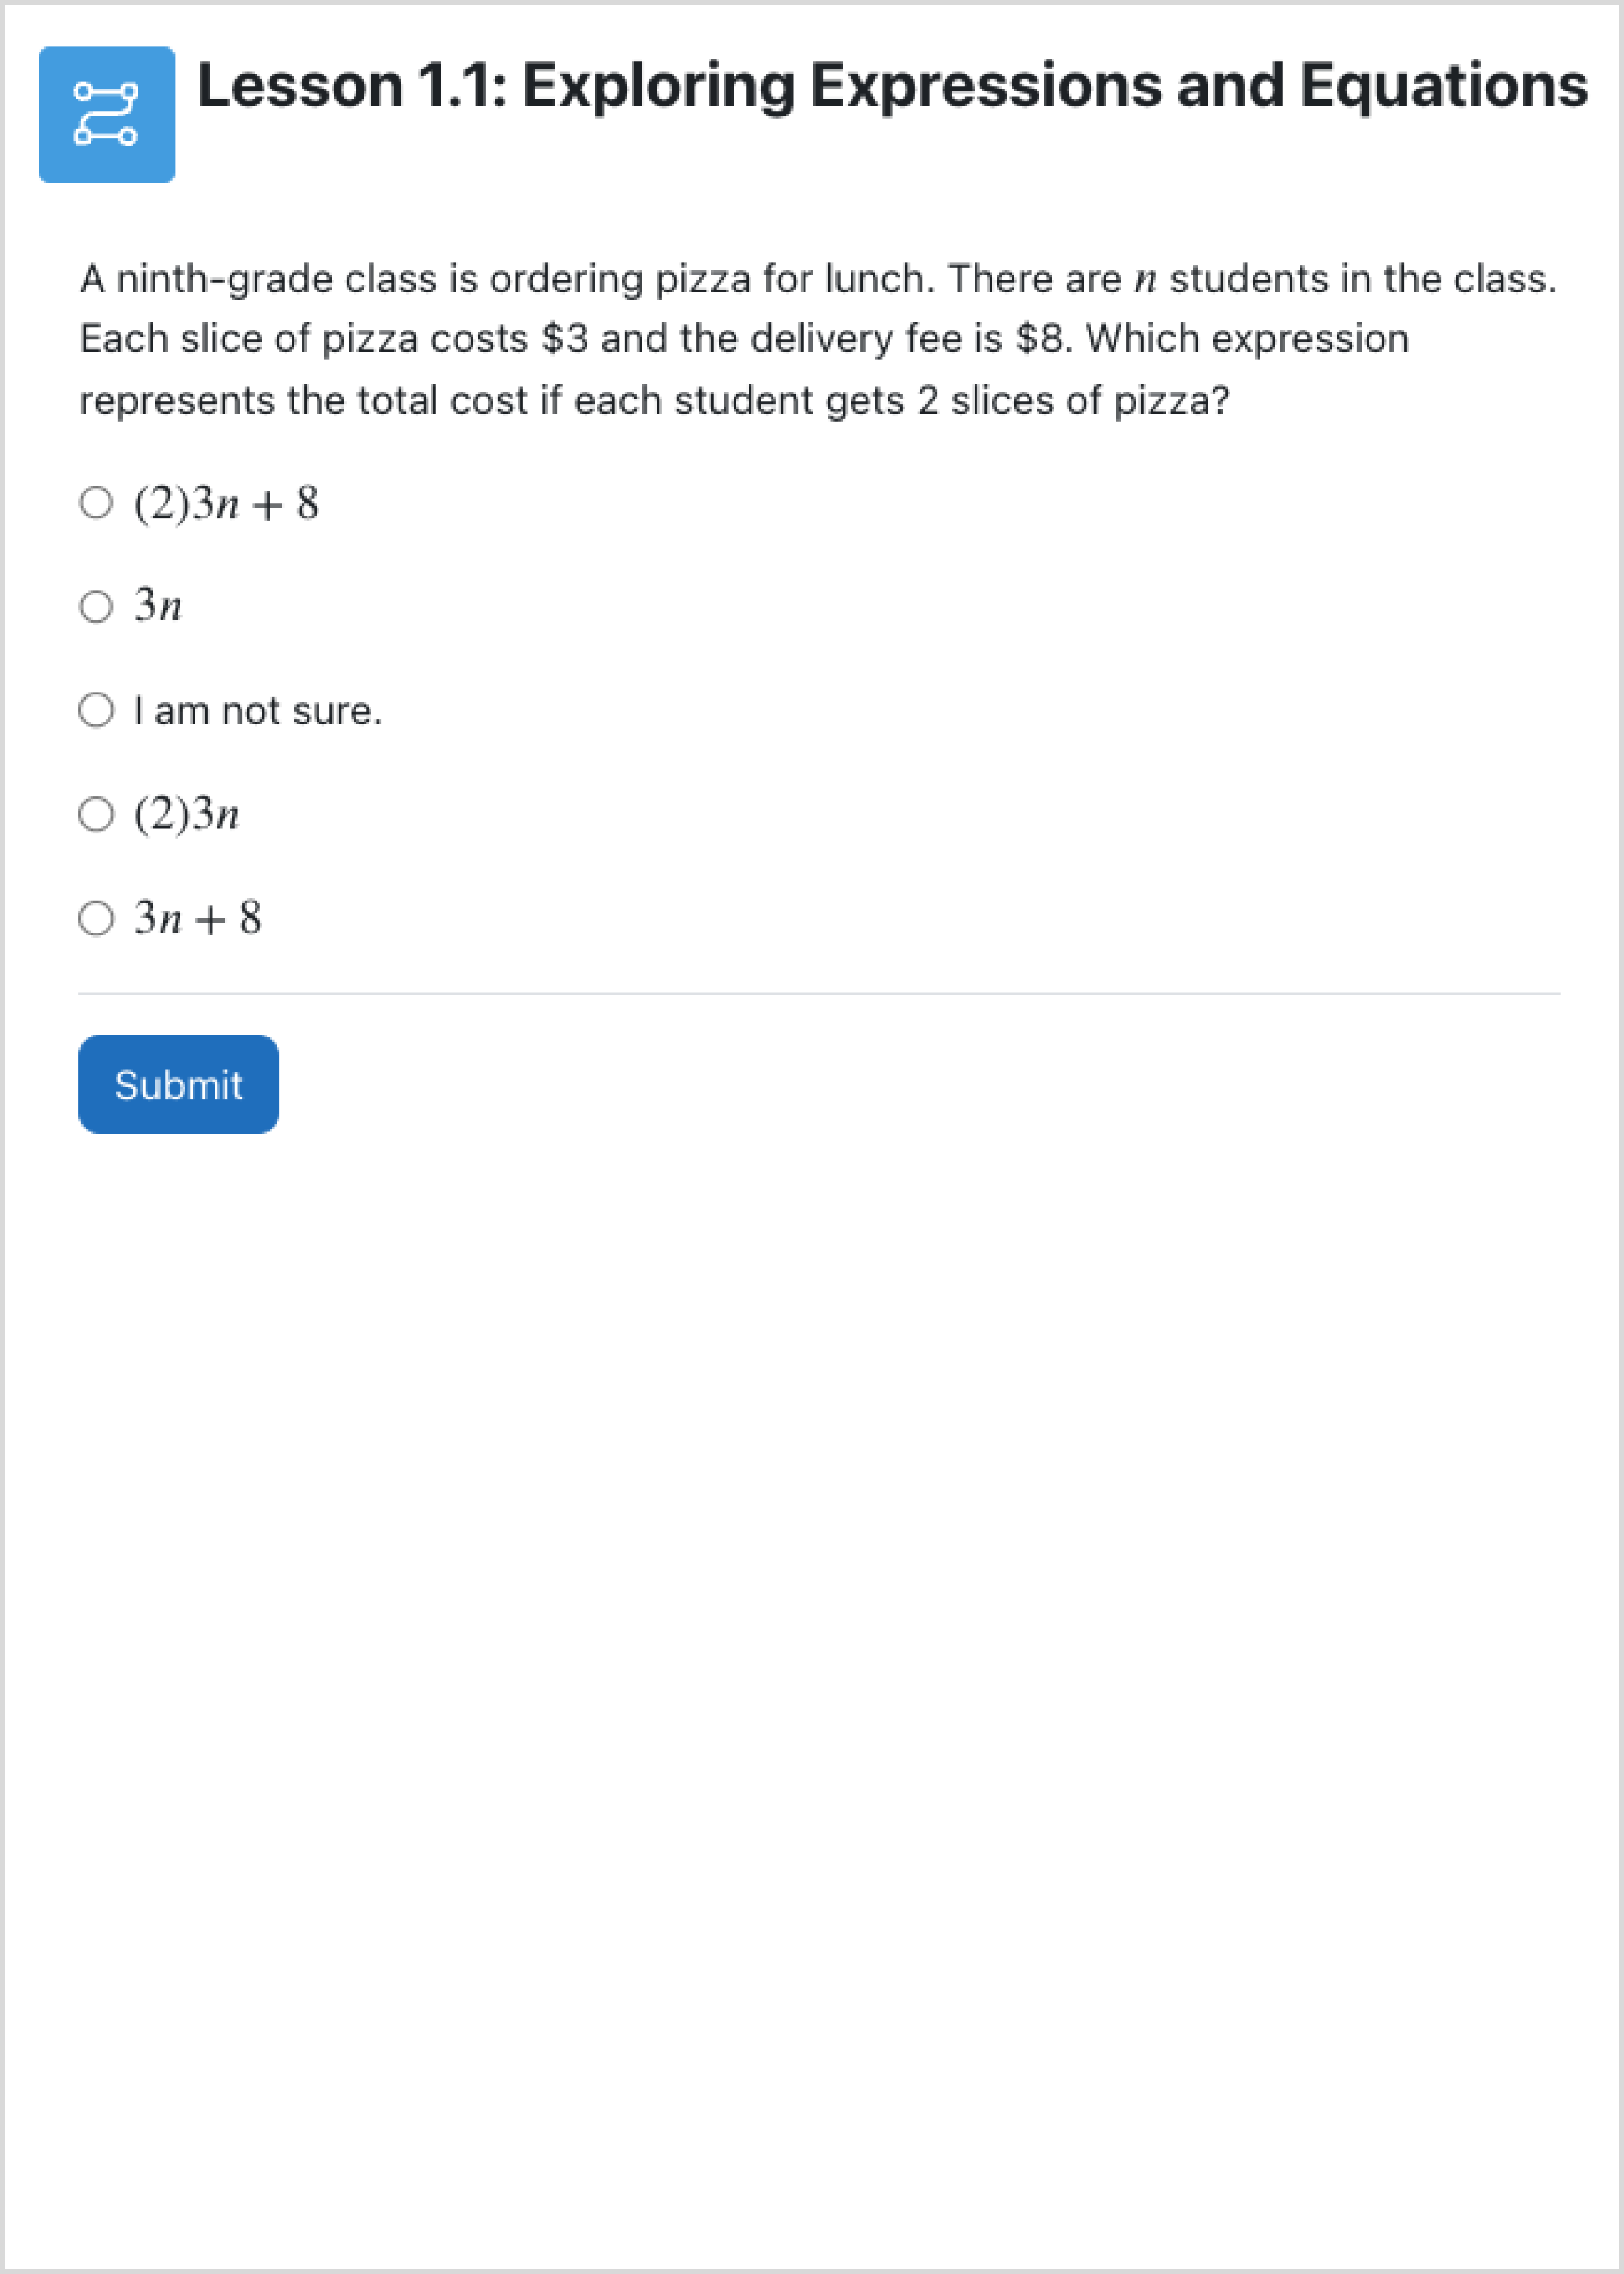 Lesson 1.1: Exploring Expressions and Equations
A ninth-grade class is ordering pizza for lunch. There are n students in the class.
Each slice of pizza costs $3 and the delivery fee is $8. Which expression
represents the total cost if each student gets 2 slices of pizza?
(2)3n + 8
3n
I am not sure.
(2)3n
3n + 8
Submit